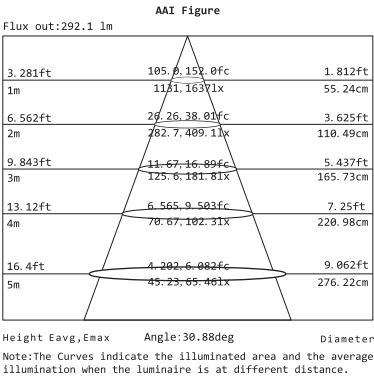 AAI Figure
Flux out:292.1 lm
3.281ft 105.0,152.0fc 1.812ft
1m 1131,1637lx 55.24cm
6.562ft 26.26,38.01fc 3.625ft
2m 282.7,409.1lx 110.49cm
9.843ft 11.67,16.89fc 5.437ft
3m 125.6,181.8lx 165.73cm
13.12ft 6.565,9.503fc 7.25ft
4m 70.67,102.3lx 220.98cm
16.4ft 4.202,6.082fc 9.062ft
5m 45.23,65.46lx 276.22cm
Height Eavg,Emax Angle:30.88deg Diameter
Note:The Curves indicate the illuminated area and the average
illumination when the luminaire is at different distance.